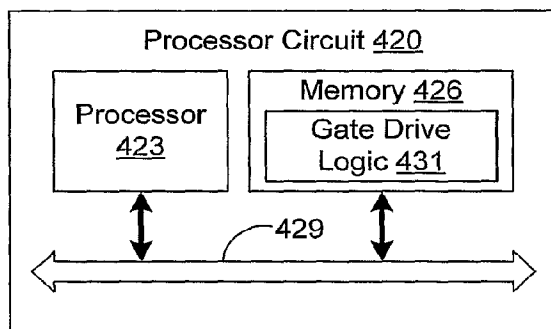 Processor Circuit 420
Processor
423
Memory 426
Gate Drive
Logic 431
429